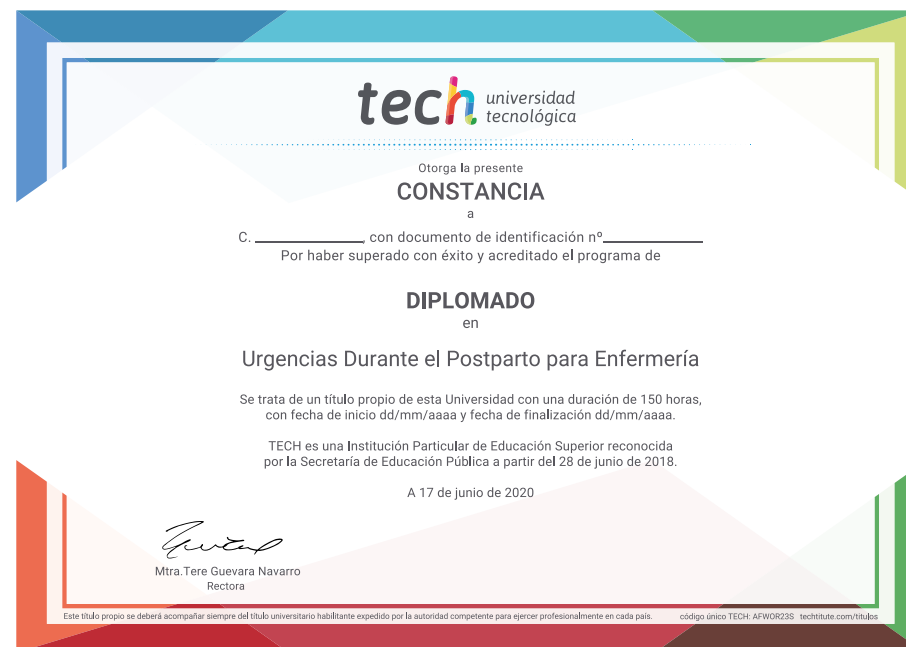 tech universidad
tecnológica
Otorga la presente
CONSTANCIA
a
C. ______________, con documento de identificación nº_____________
Por haber superado con éxito y acreditado el programa de
DIPLOMADO
en
Urgencias Durante el Postparto para Enfermería
Se trata de un título propio de esta Universidad con una duración de 150 horas,
con fecha de inicio dd/mm/aaaa y fecha de finalización dd/mm/aaaa.
TECH es una Institución Particular de Educación Superior reconocida
por la Secretaría de Educación Pública a partir del 28 de junio de 2018.
A 17 de junio de 2020
Mtra.Tere Guevara Navarro
Rectora
Este título propio se deberá acompañar siempre del título universitario habilitante expedido por la autoridad competente para ejercer profesionalmente en cada país. código único TECH: AFWOR23S techtitute.com/titulos